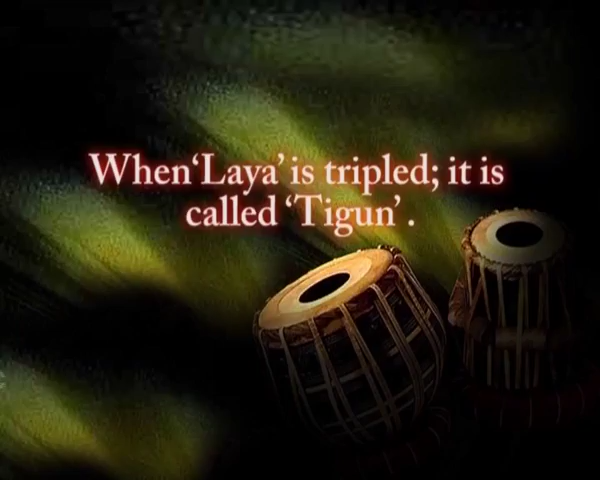 When‘Laya’ is tripled; it is
called ‘Tigun’ .